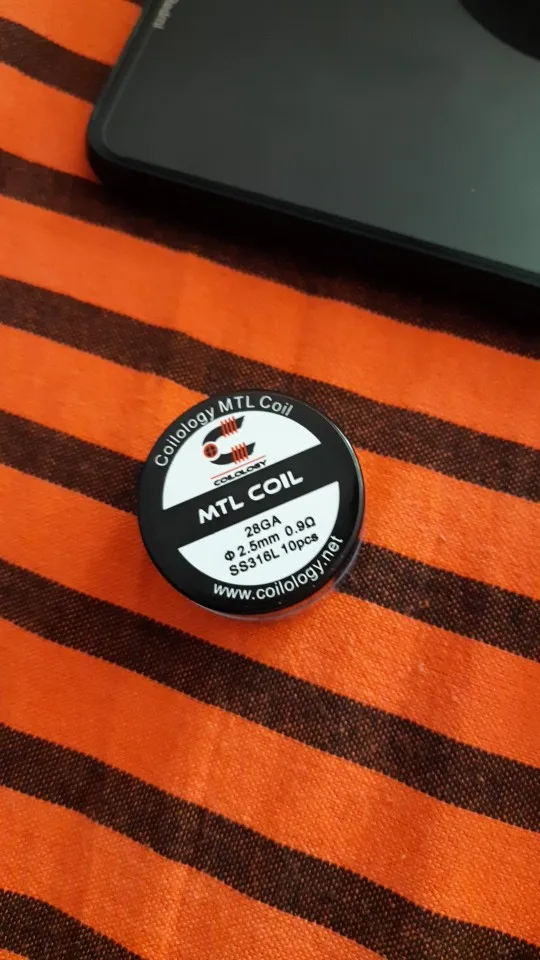 Coilology MTL Coil
COILOLOGY
MTL COIL
28GA
Φ 2.5mm 0.9Ω
SS316L 10pcs
www.coilology.net